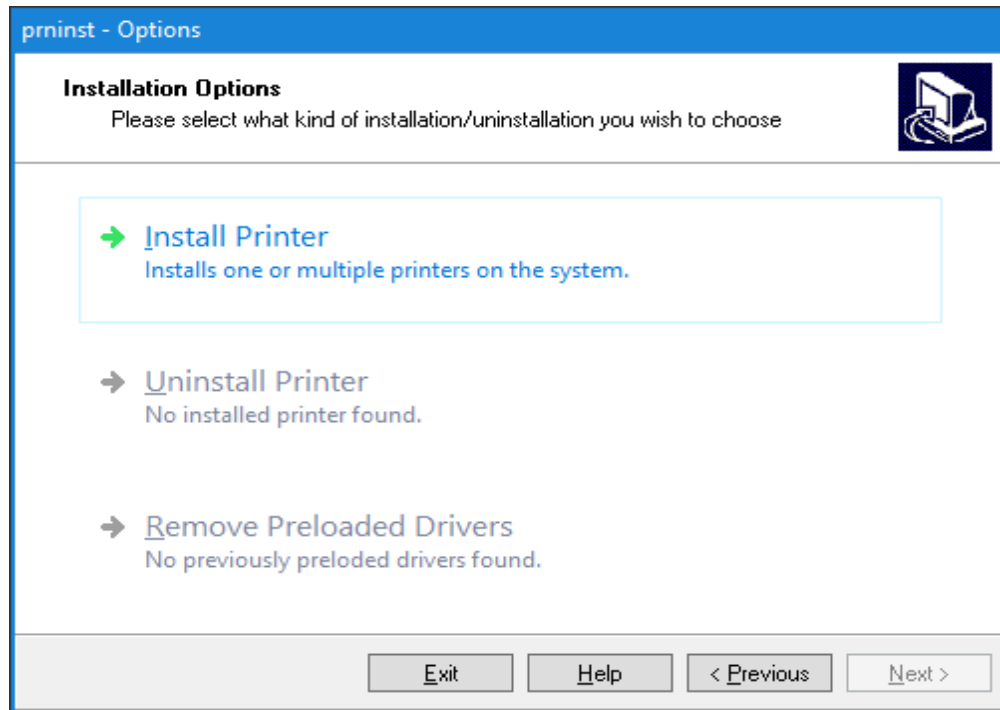 prninst - Options
Installation Options
Please select what kind of installation/uninstallation you wish to choose
Install Printer
Installs one or multiple printers on the system.
Uninstall Printer
No installed printer found.
Remove Preloaded Drivers
No previously preloded drivers found.
Exit Help < Previous Next >